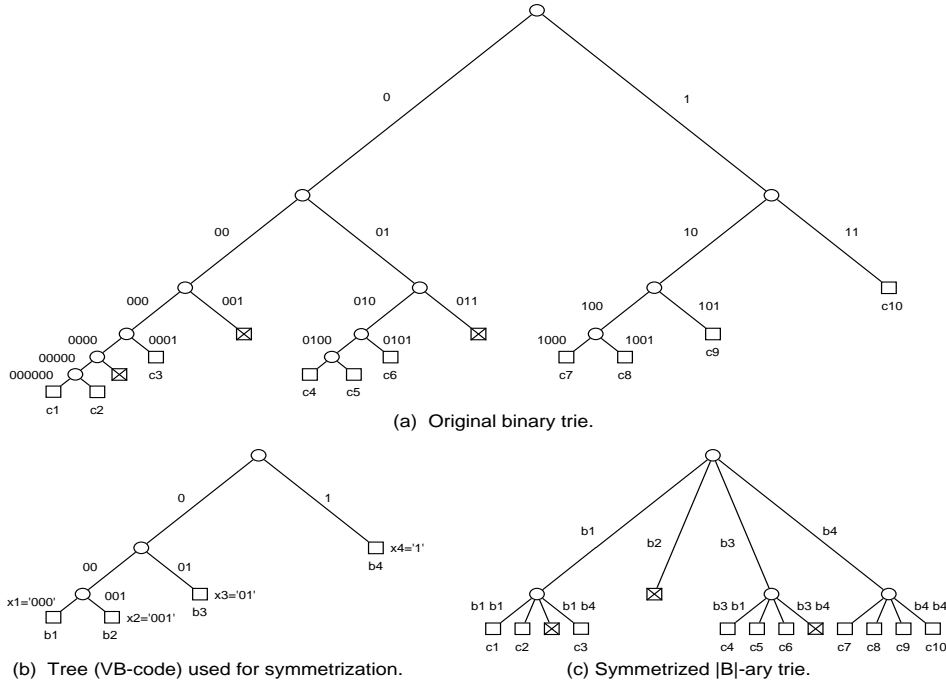 0
1
00
01
10
11
000
001
010
011
100
101
c10
0000
0001
0100
0101
1000
1001
c9
00000
c3
c6
c7
c8
000000
c4
c5
c1
c2
(a) Original binary trie.
0
1
00
01
x4='1'
b4
x1='000'
001
x3='01'
b3
b1
b2
x2='001'
(b) Tree (VB-code) used for symmetrization.
b1
b2
b3
b4
b1 b1
b1 b4
b3 b1
b3 b4
b4 b4
c1
c2
c3
c4
c5
c6
c7
c8
c9
c10
(c) Symmetrized |B|-ary trie.